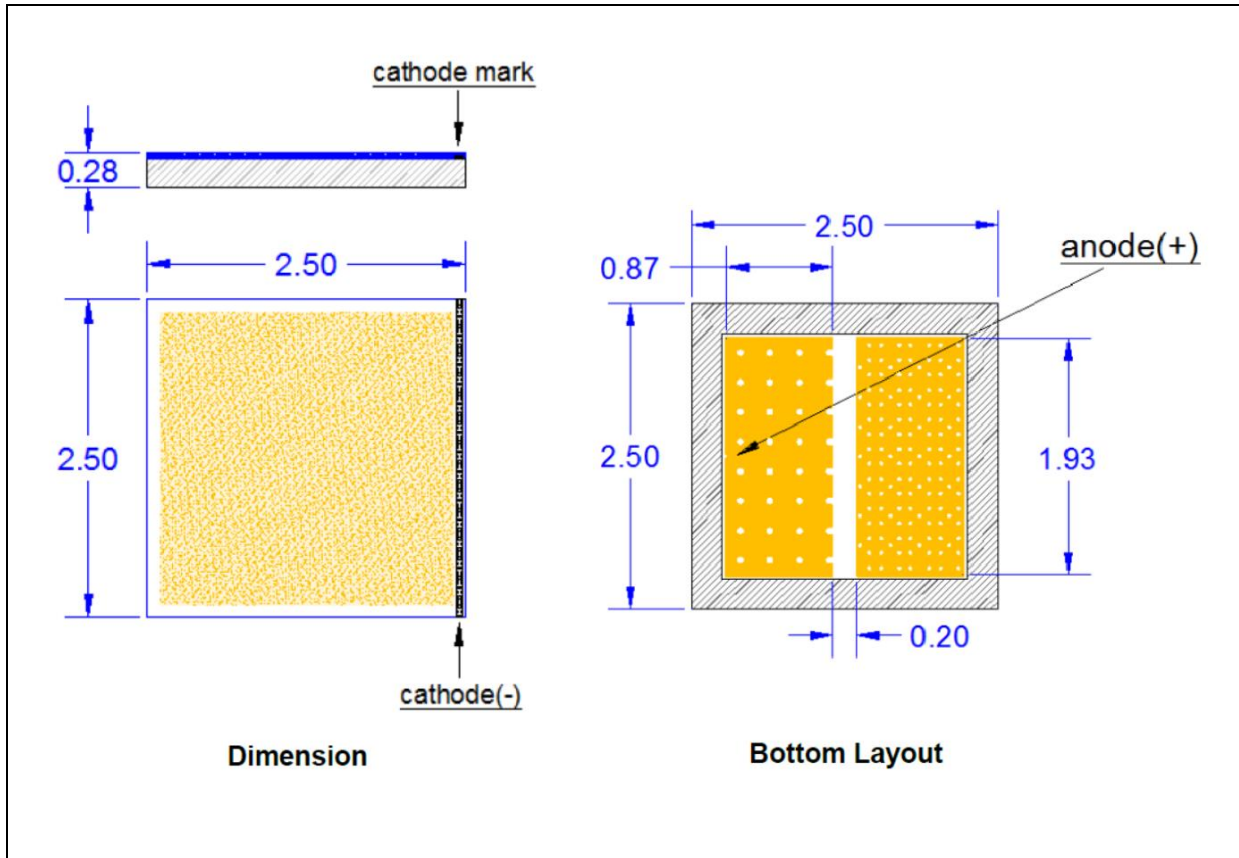 cathode mark
0.28
2.50
2.50
cathode(-)
Dimension
2.50
0.87
anode(+)
2.50
1.93
0.20
Bottom Layout